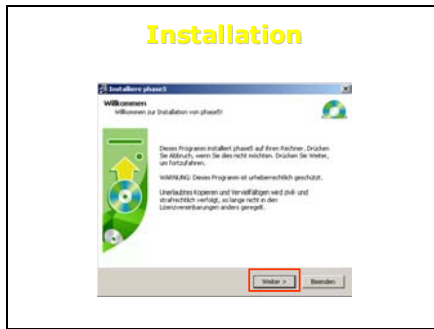 Installation
Installiere phase5
Willkommen
Willkommen zur Installation von phase5!
Dieses Programm installiert phase5 auf Ihren Rechner. Drücken
Sie Abbruch, wenn Sie dies nicht möchten. Drücken Sie Weiter,
um fortzufahren.
WARNUNG: Dieses Programm ist urheberrechtlich geschützt.
Unerlaubtes Kopieren und Vervielfältigen wird zivil- und
strafrechtlich verfolgt, so lange nicht in den
Lizenzvereinbarungen anders geregelt.
Weiter >
Beenden